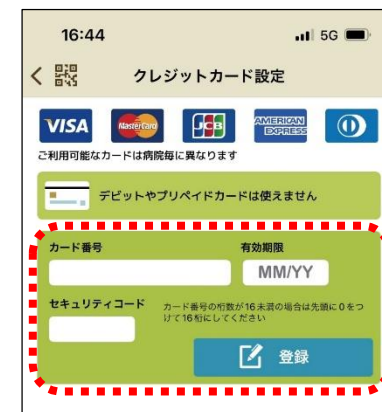 16:44
5G
クレジットカード設定
VISA MasterCard JCB AMERICAN EXPRESS
ご利用可能なカードは病院毎に異なります
デビットやプリペイドカードは使えません
カード番号 有効期限
MM/YY
セキュリティコード カード番号の桁数が16未満の場合は先頭に0をつ
けて16桁にしてください
登録